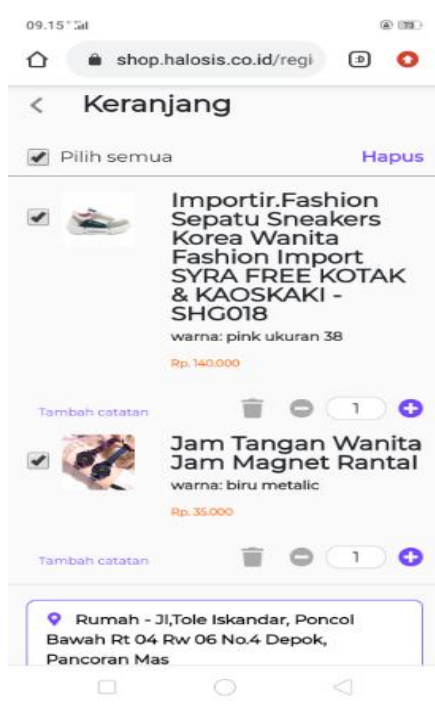 09.15
shop.halosis.co.id/regi
Keranjang
Pilih semua Hapus
Importir.Fashion
Sepatu Sneakers
Korea Wanita
Fashion Import
SYRA FREE KOTAK
& KAOSKAKI -
SHG018
warna: pink ukuran 38
Rp. 140.000
Tambah catatan 1
Jam Tangan Wanita
Jam Magnet Rantal
warna: biru metalic
Rp. 35.000
Tambah catatan 1
Rumah - Jl,Tole Iskandar, Poncol
Bawah Rt 04 Rw 06 No.4 Depok,
Pancoran Mas